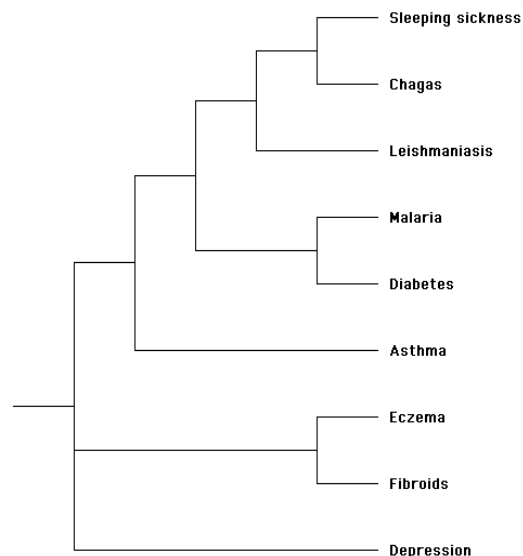 Sleeping sickness
Chagas
Leishmaniasis
Malaria
Diabetes
Asthma
Eczema
Fibroids
Depression